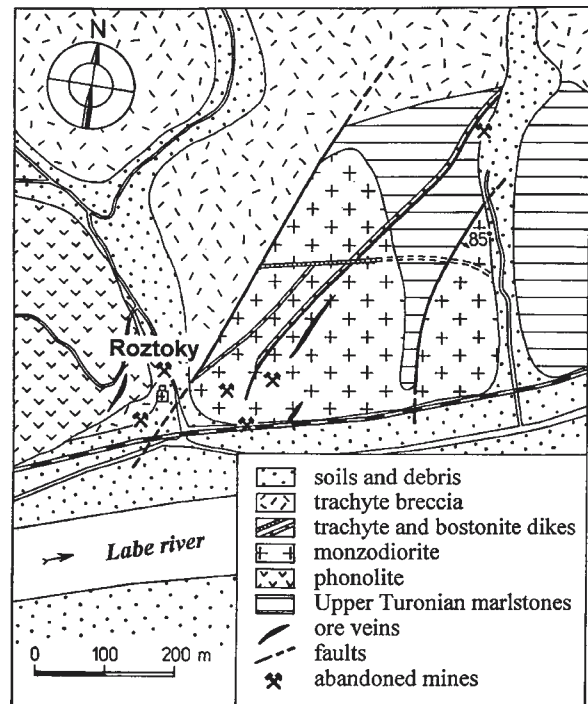 N
85
Roztoky
Labe river
0 100 200 m
soils and debris
trachyte breccia
trachyte and bostonite dikes
monzodiorite
phonolite
Upper Turonian marlstones
ore veins
faults
abandoned mines